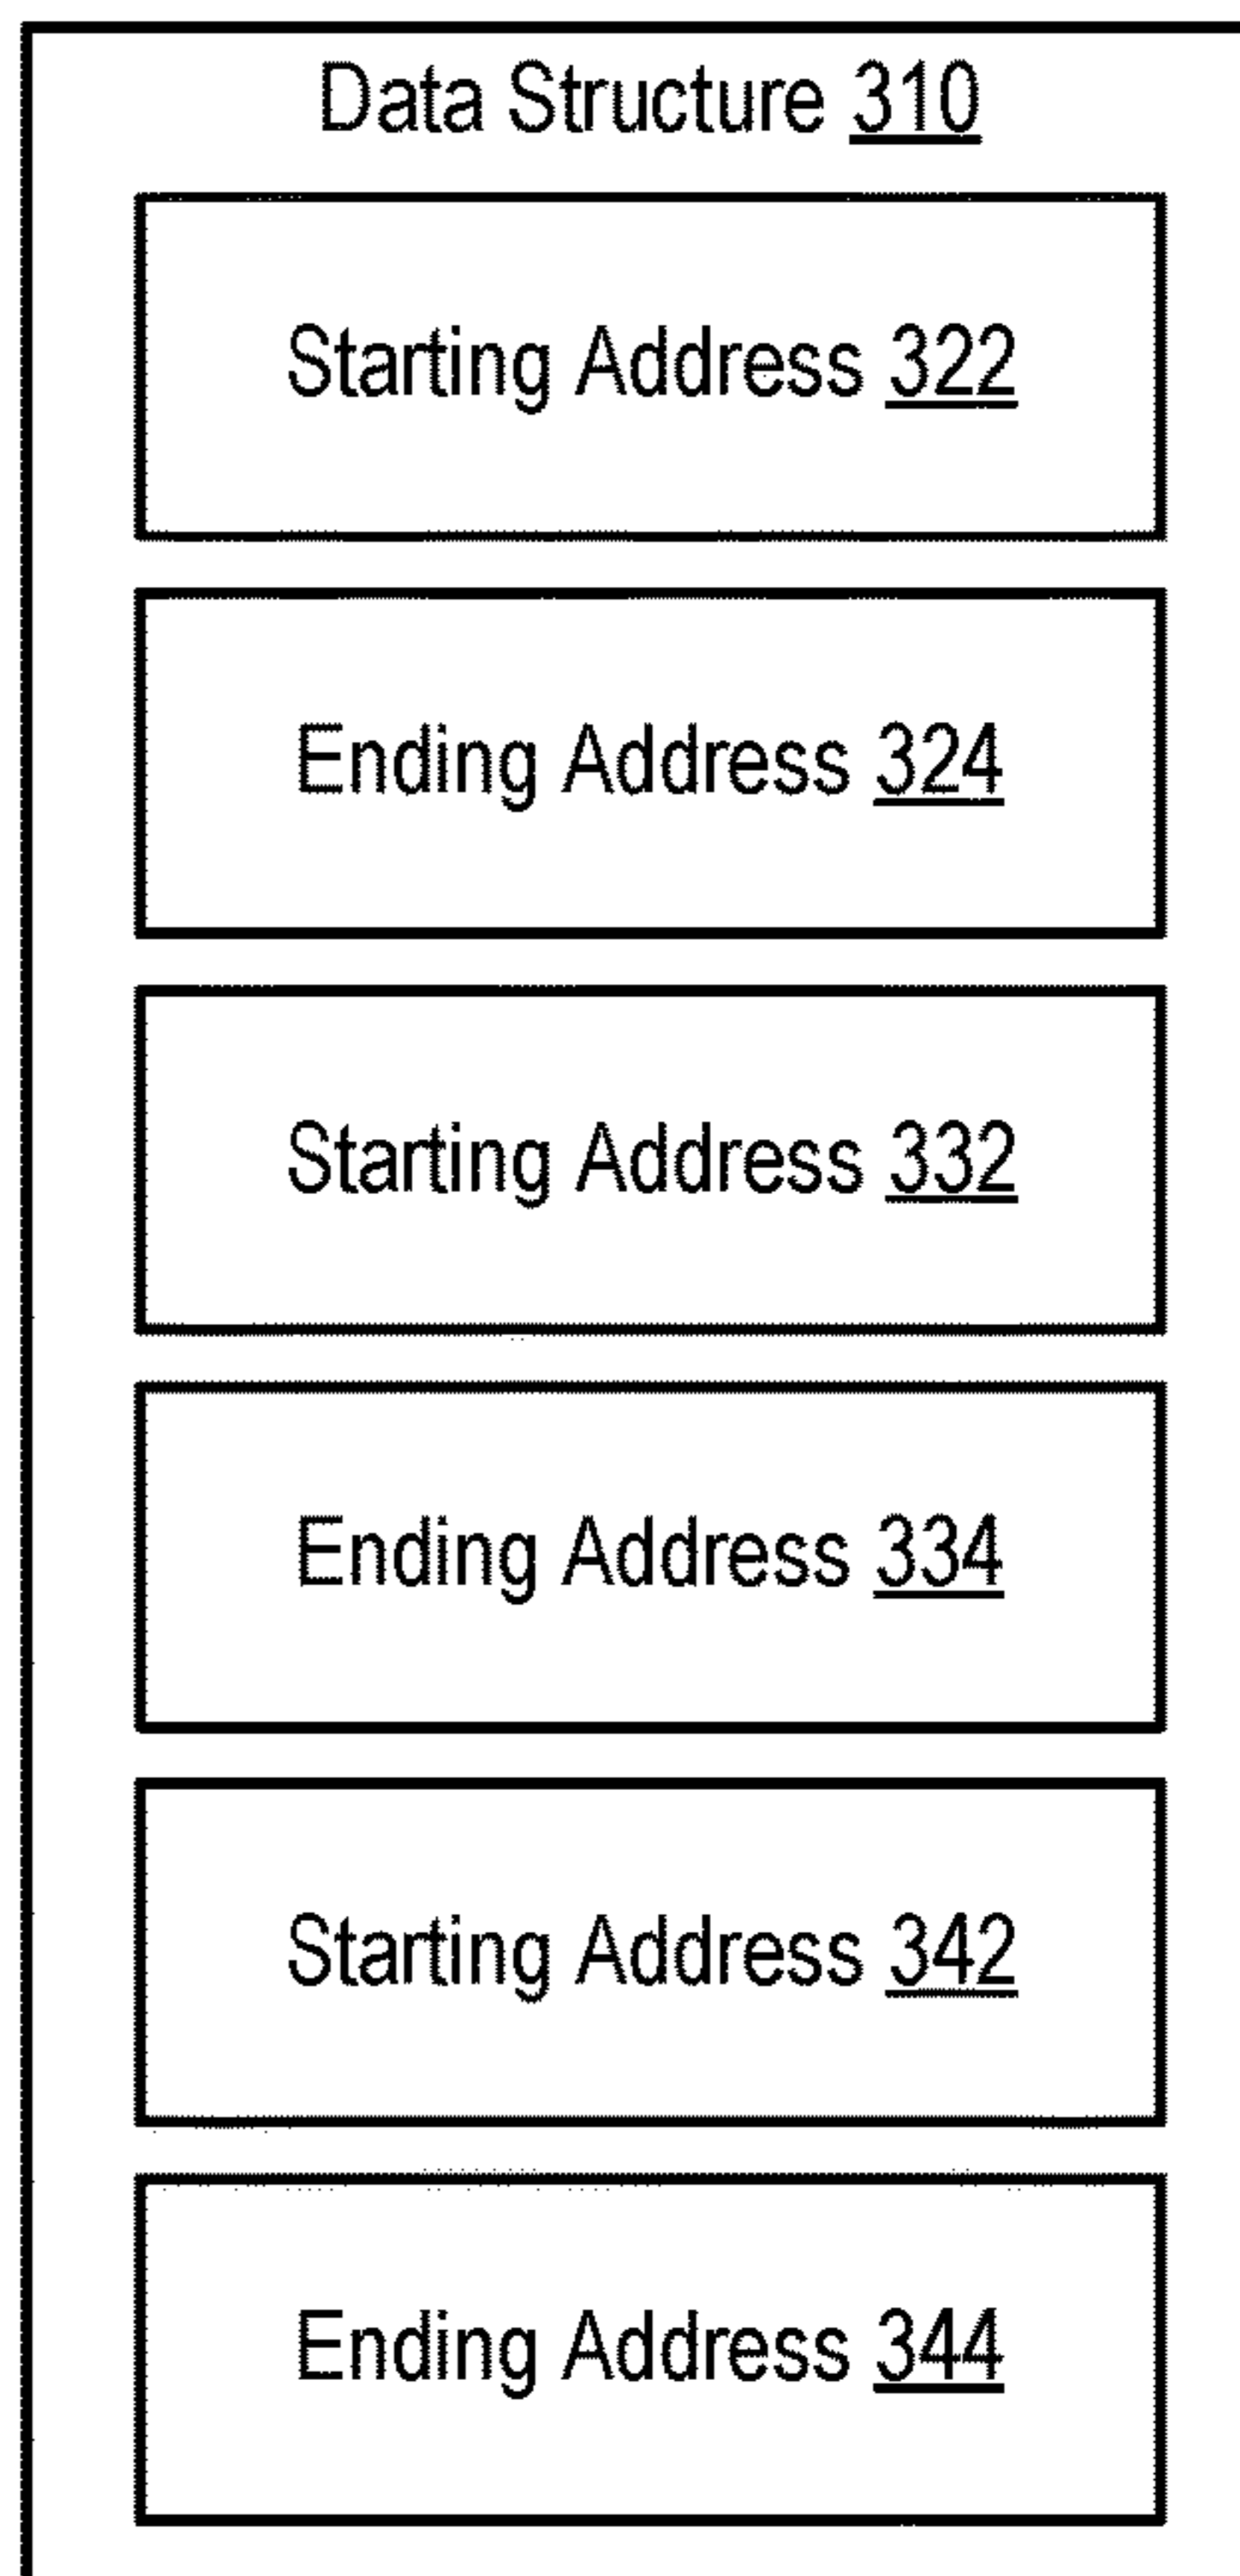 Data Structure 310
Starting Address 322
Ending Address 324
Starting Address 332
Ending Address 334
Starting Address 342
Ending Address 344